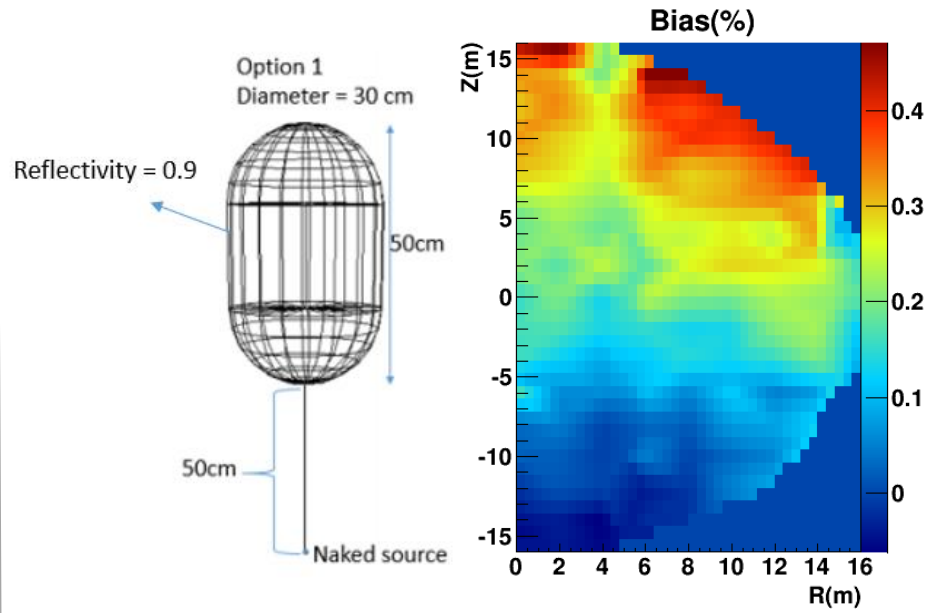 Option 1
Diameter = 30 cm
Reflectivity = 0.9
50cm
50cm
Naked source
Bias(%)
Z(m)
15
10
5
0
-5
-10
-15
0 2 4 6 8 10 12 14 16
R(m)
0.4
0.3
0.2
0.1
0